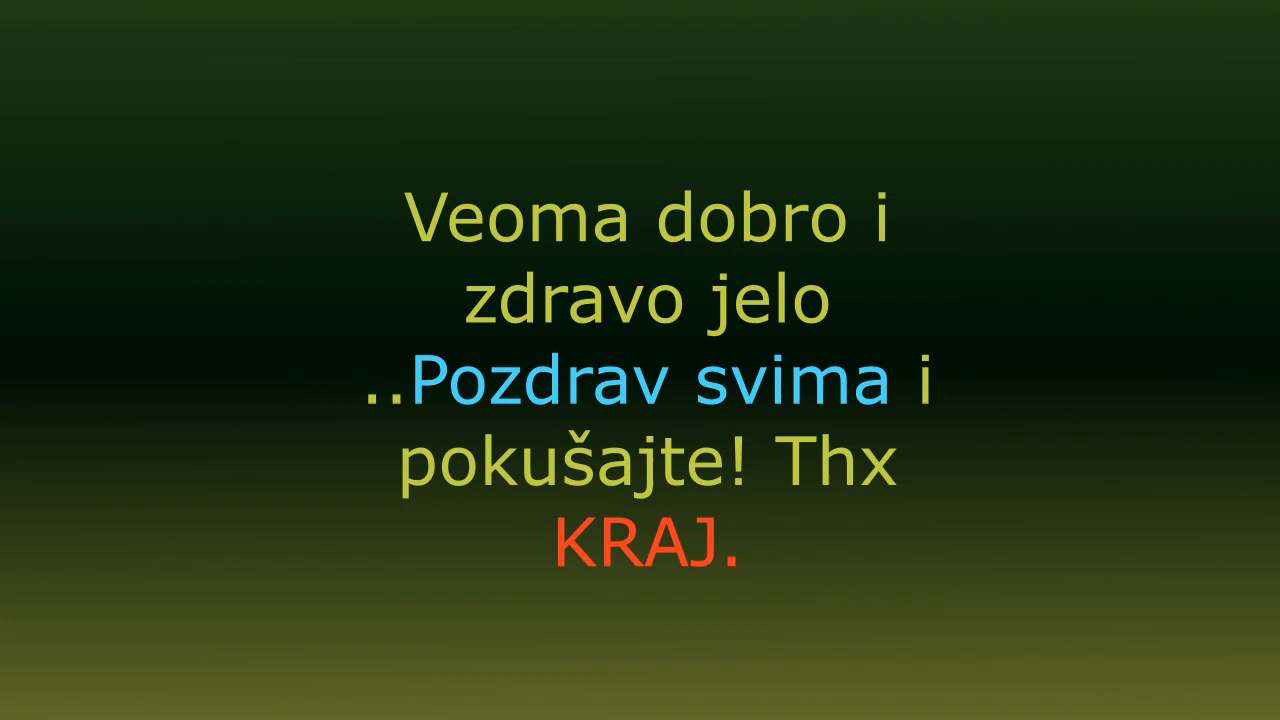 Veoma dobro i
zdravo jelo
..Pozdrav svima i
pokušajte! Thx
KRAJ.